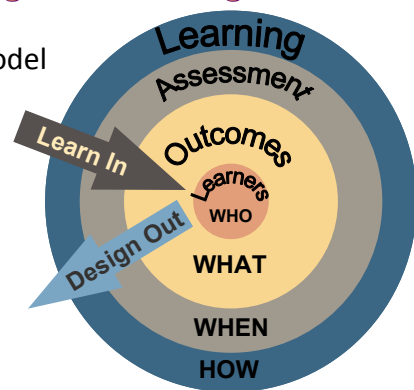 odel
Learning
Assessment
Outcomes
Learners
WHO
WHAT
WHEN
HOW
Learn In
Design Out